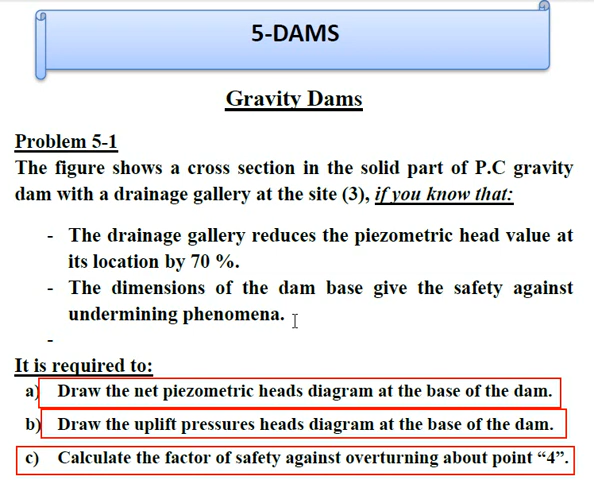 5-DAMS
Gravity Dams
Problem 5-1
The figure shows a cross section in the solid part of P.C gravity
dam with a drainage gallery at the site (3), if you know that:
- The drainage gallery reduces the piezometric head value at
its location by 70 %.
- The dimensions of the dam base give the safety against
undermining phenomena.
-
It is required to:
a) Draw the net piezometric heads diagram at the base of the dam.
b) Draw the uplift pressures heads diagram at the base of the dam.
c) Calculate the factor of safety against overturning about point “4”.